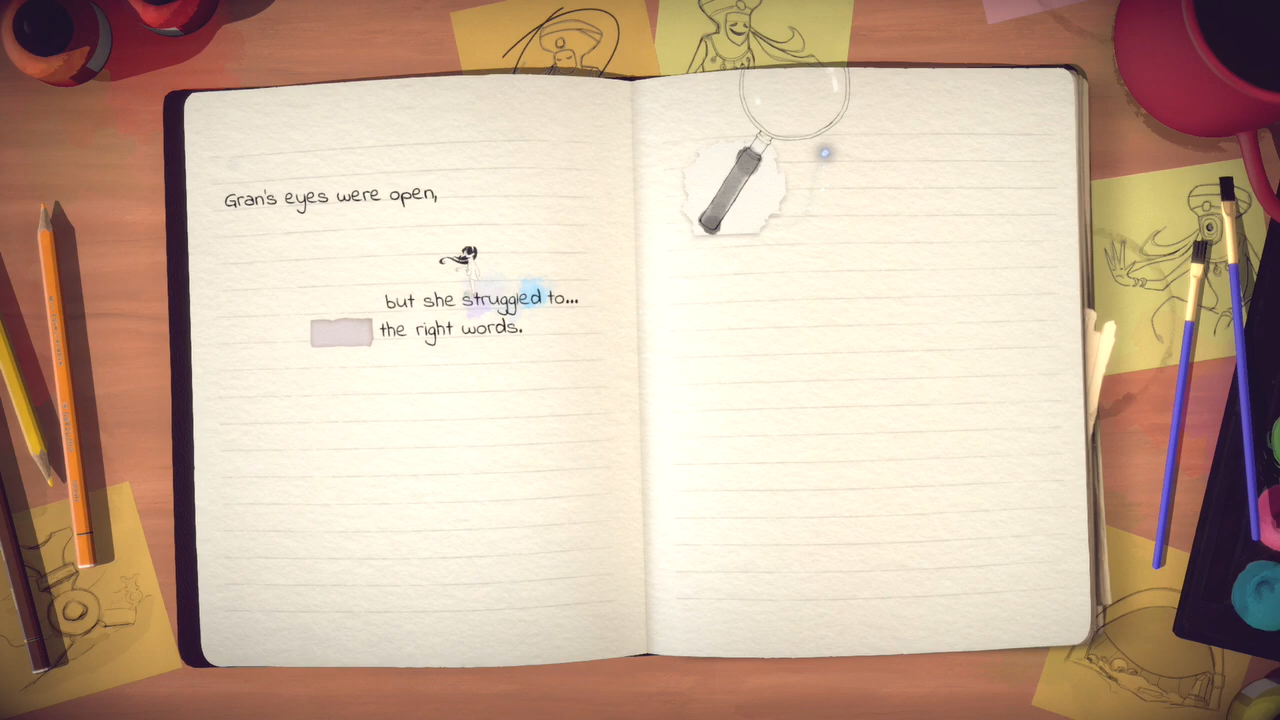 Gran's eyes were open,
but she struggled to...
the right words.